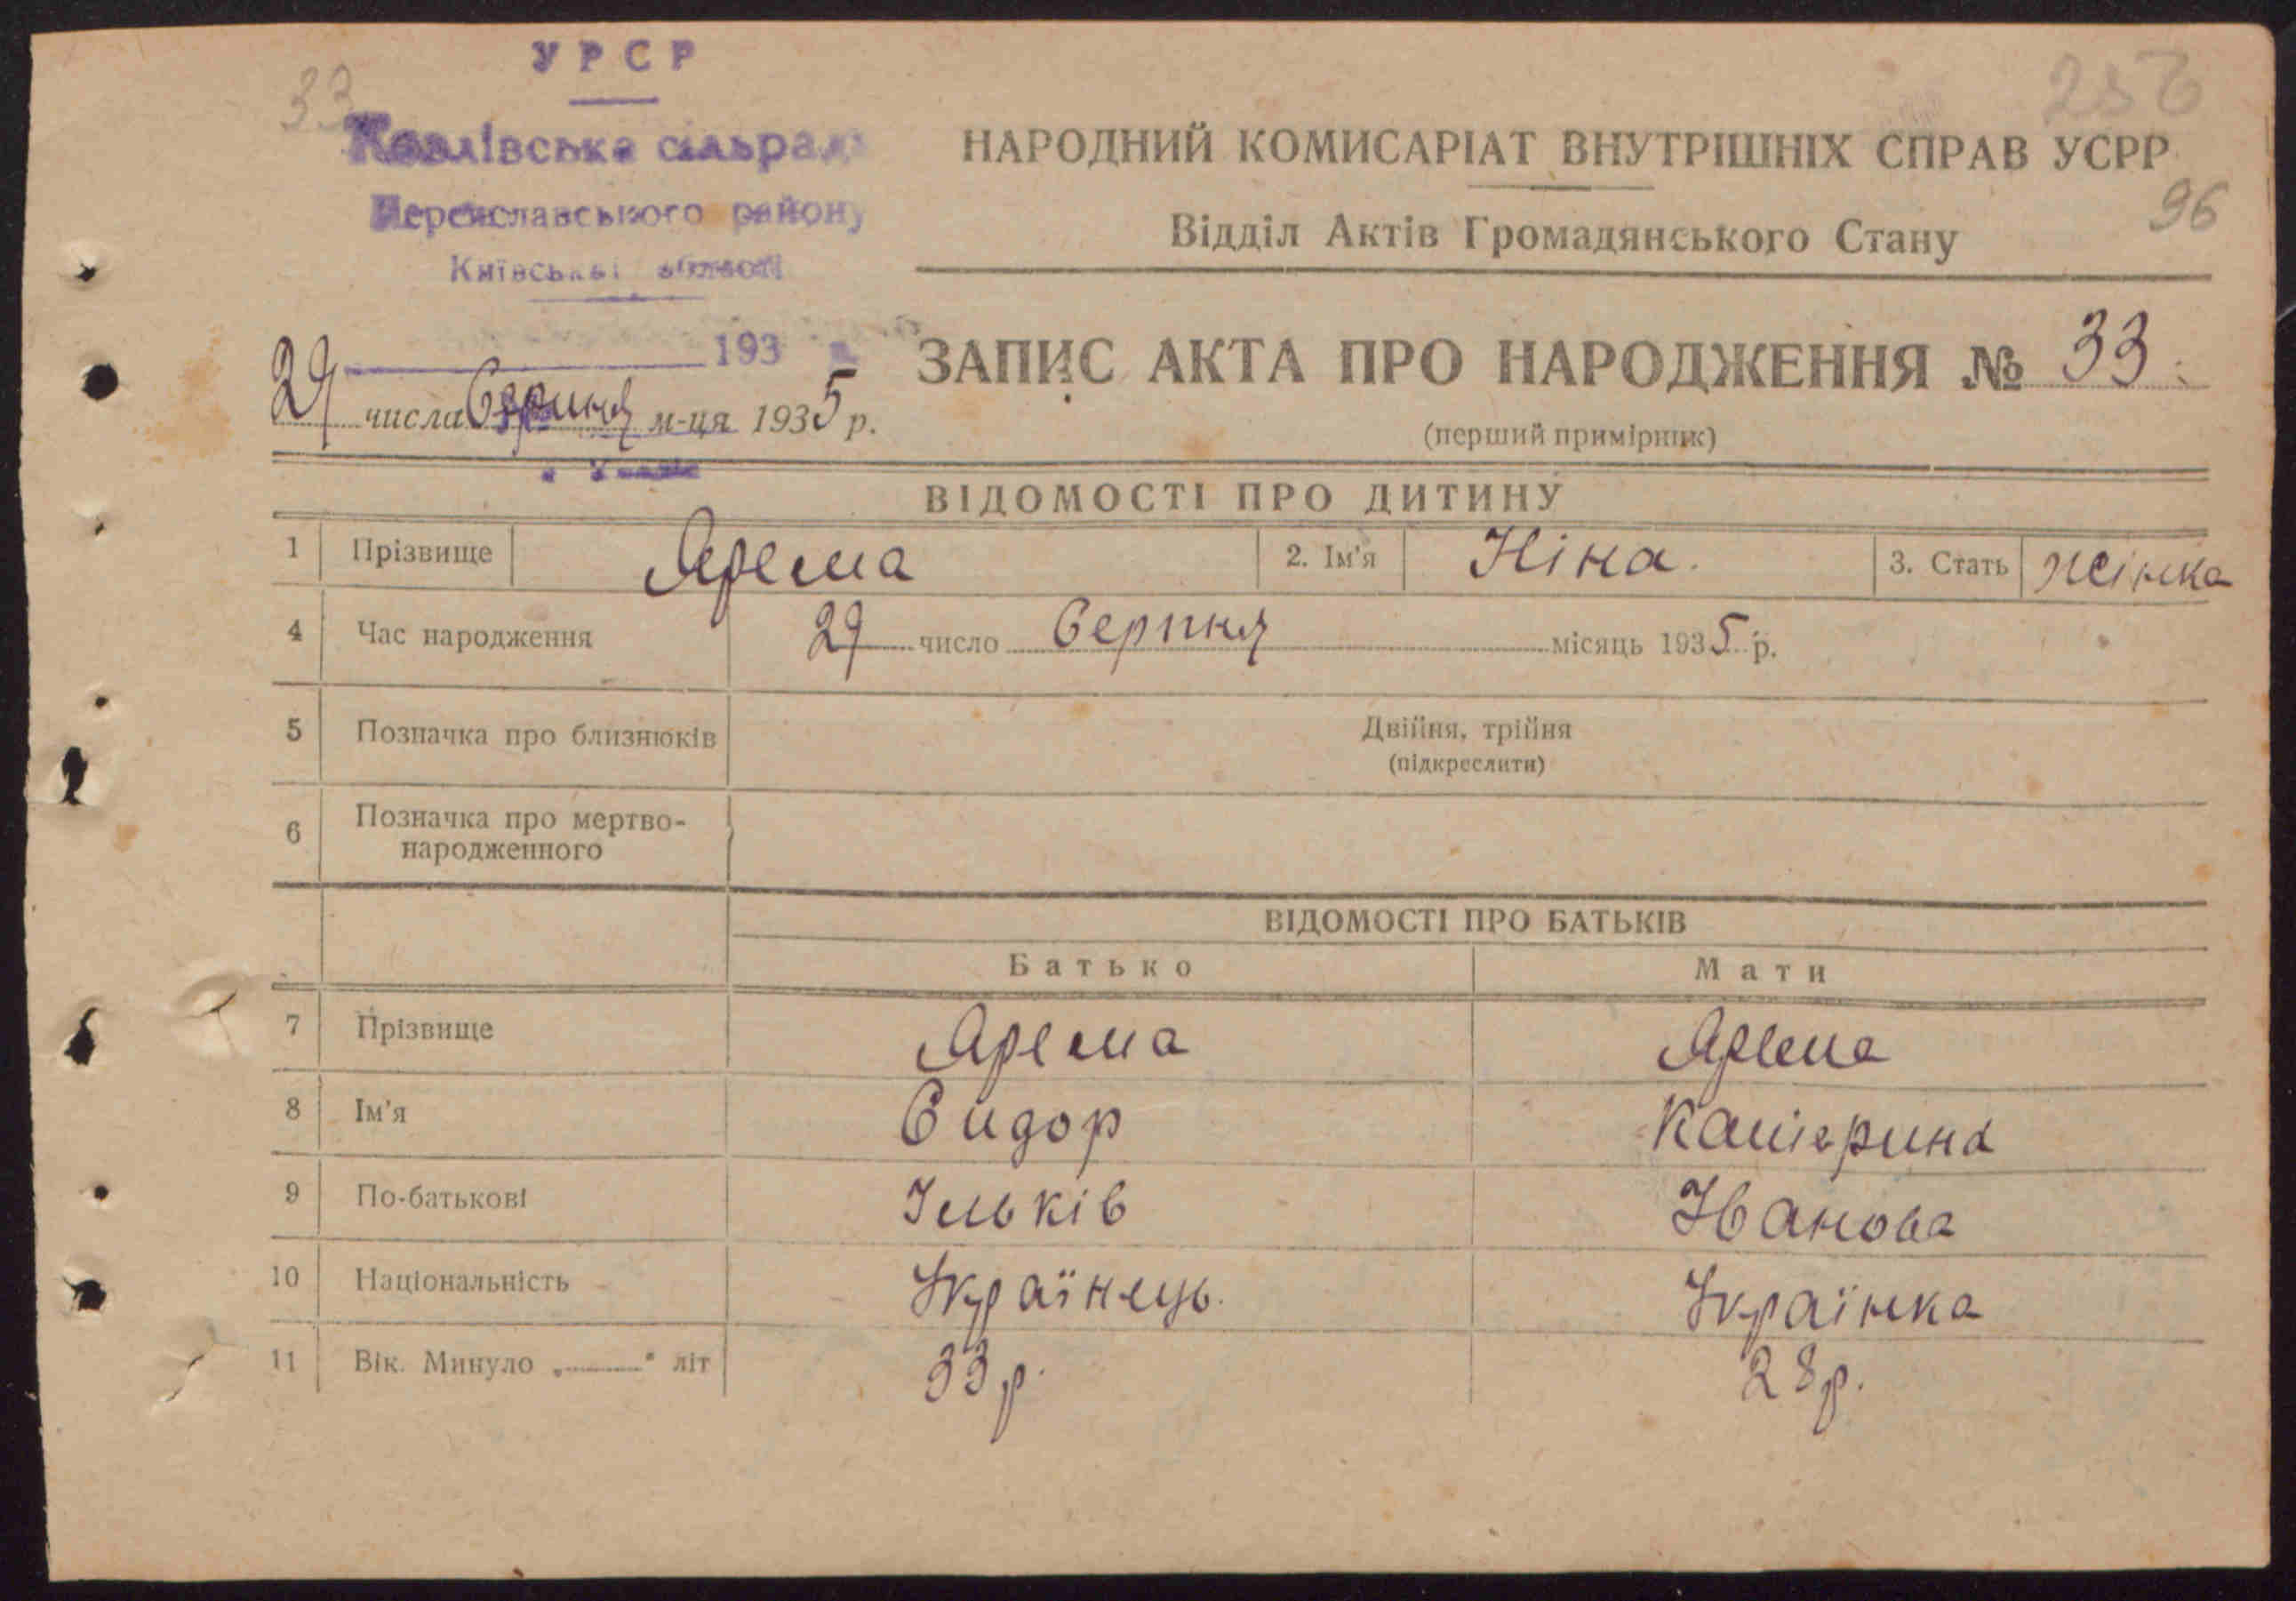 УРСР
33
Козлівська сільрада
Переяславського району
Київської області
256
НАРОДНИЙ КОМИСАРІАТ ВНУТРІШНІХ СПРАВ УСРР
96
Відділ Актів Громадянського Стану
193
29 числа Серпня м-ця 1935 р.
ЗАПИС АКТА ПРО НАРОДЖЕННЯ № 33.
(перший примірник)
ВІДОМОСТІ ПРО ДИТИНУ
1 Прізвище Ярема 2. Ім'я Ніна. 3. Стать жінка
4 Час народження 29 число Серпня місяць 1935 р.
5 Позначка про близнюків Двійня, трійня
(підкреслити)
6 Позначка про мертво-
народженного
ВІДОМОСТІ ПРО БАТЬКІВ
Батько Мати
7 Прізвище Ярема Ярема
8 Ім'я Сидор Катерина
9 По-батькові Ільків Іванова
10 Національність Українець. Українка
11 Вік. Минуло „ " літ 33 р. 28 р.